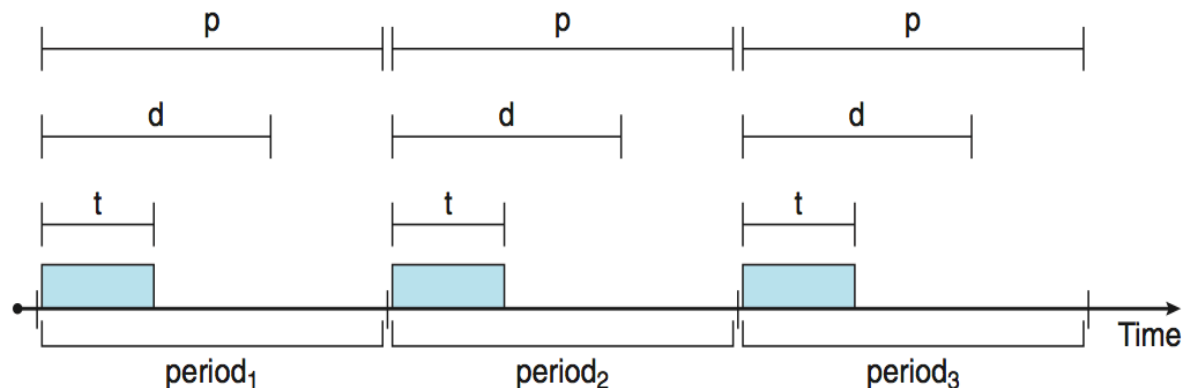 p p p
d d d
t t t
Time
period₁ period₂ period₃